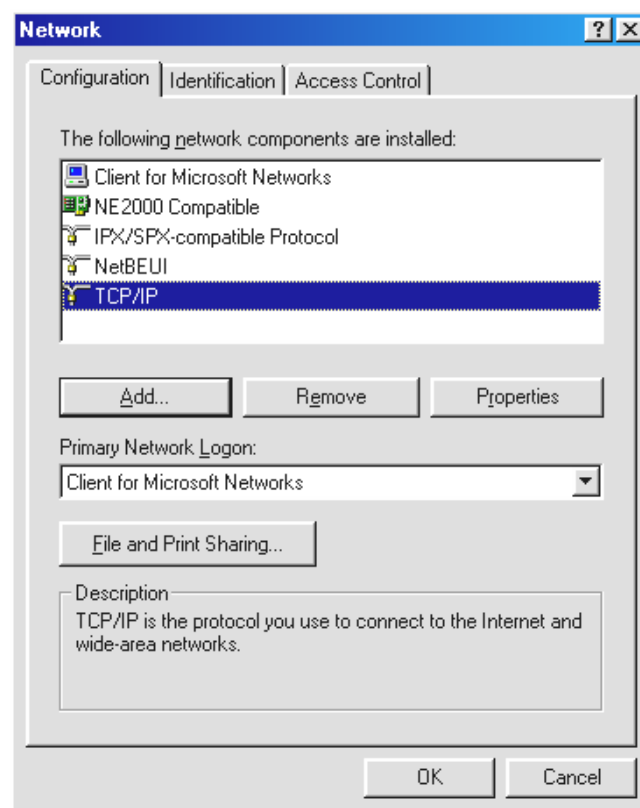 Network
Configuration
Identification
Access Control
The following network components are installed:
Client for Microsoft Networks
NE2000 Compatible
IPX/SPX-compatible Protocol
NetBEUI
TCP/IP
Add...
Remove
Properties
Primary Network Logon:
Client for Microsoft Networks
File and Print Sharing...
Description
TCP/IP is the protocol you use to connect to the Internet and
wide-area networks.
OK
Cancel